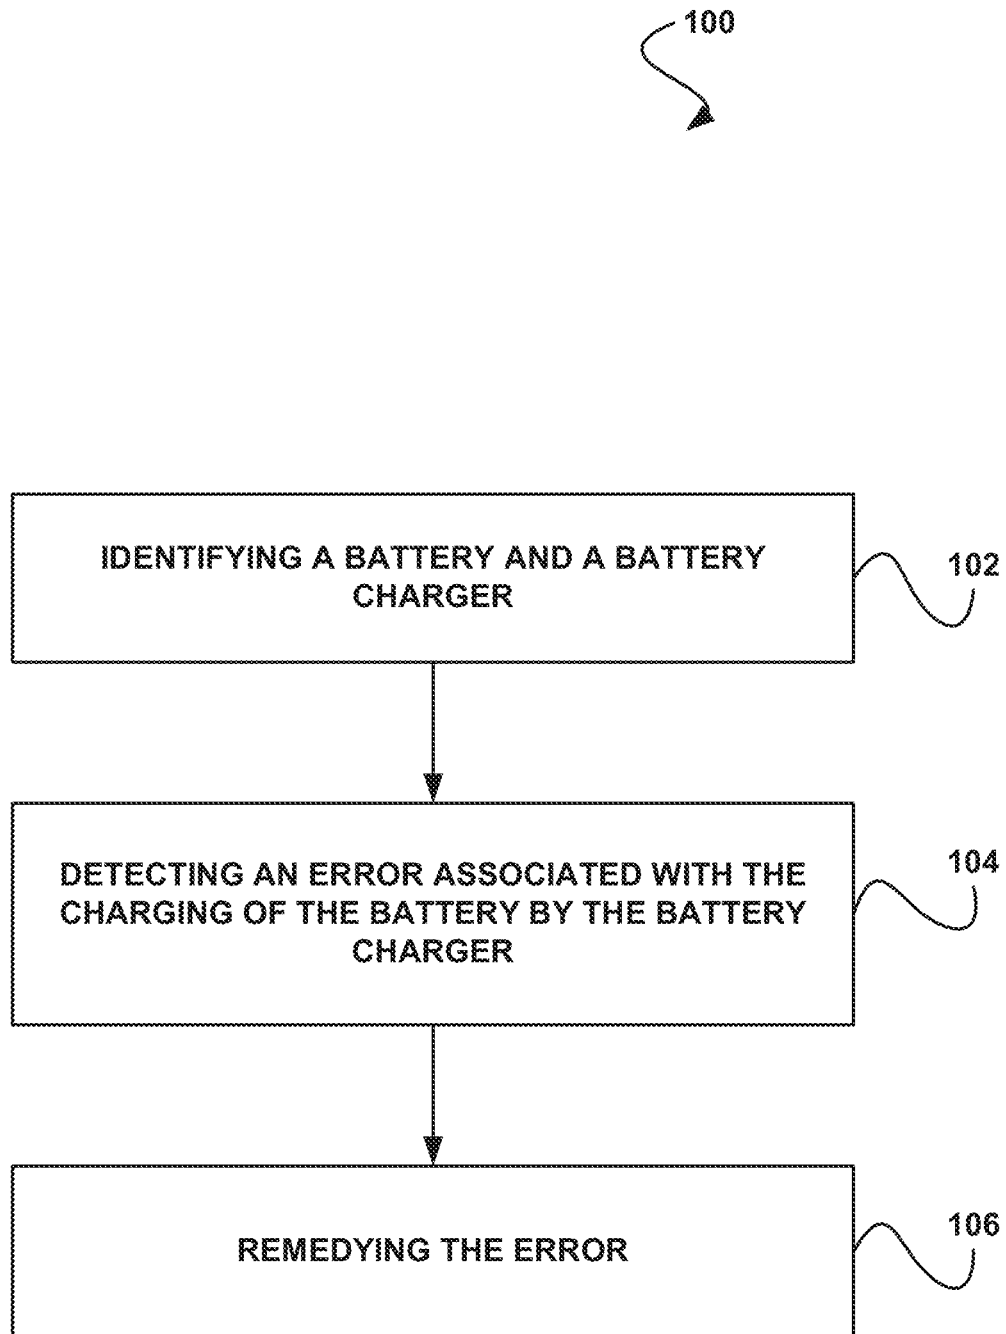 100
IDENTIFYING A BATTERY AND A BATTERY
CHARGER
102
DETECTING AN ERROR ASSOCIATED WITH THE
CHARGING OF THE BATTERY BY THE BATTERY
CHARGER
104
REMEDYING THE ERROR
106